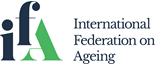 ifA
International
Federation on
Ageing